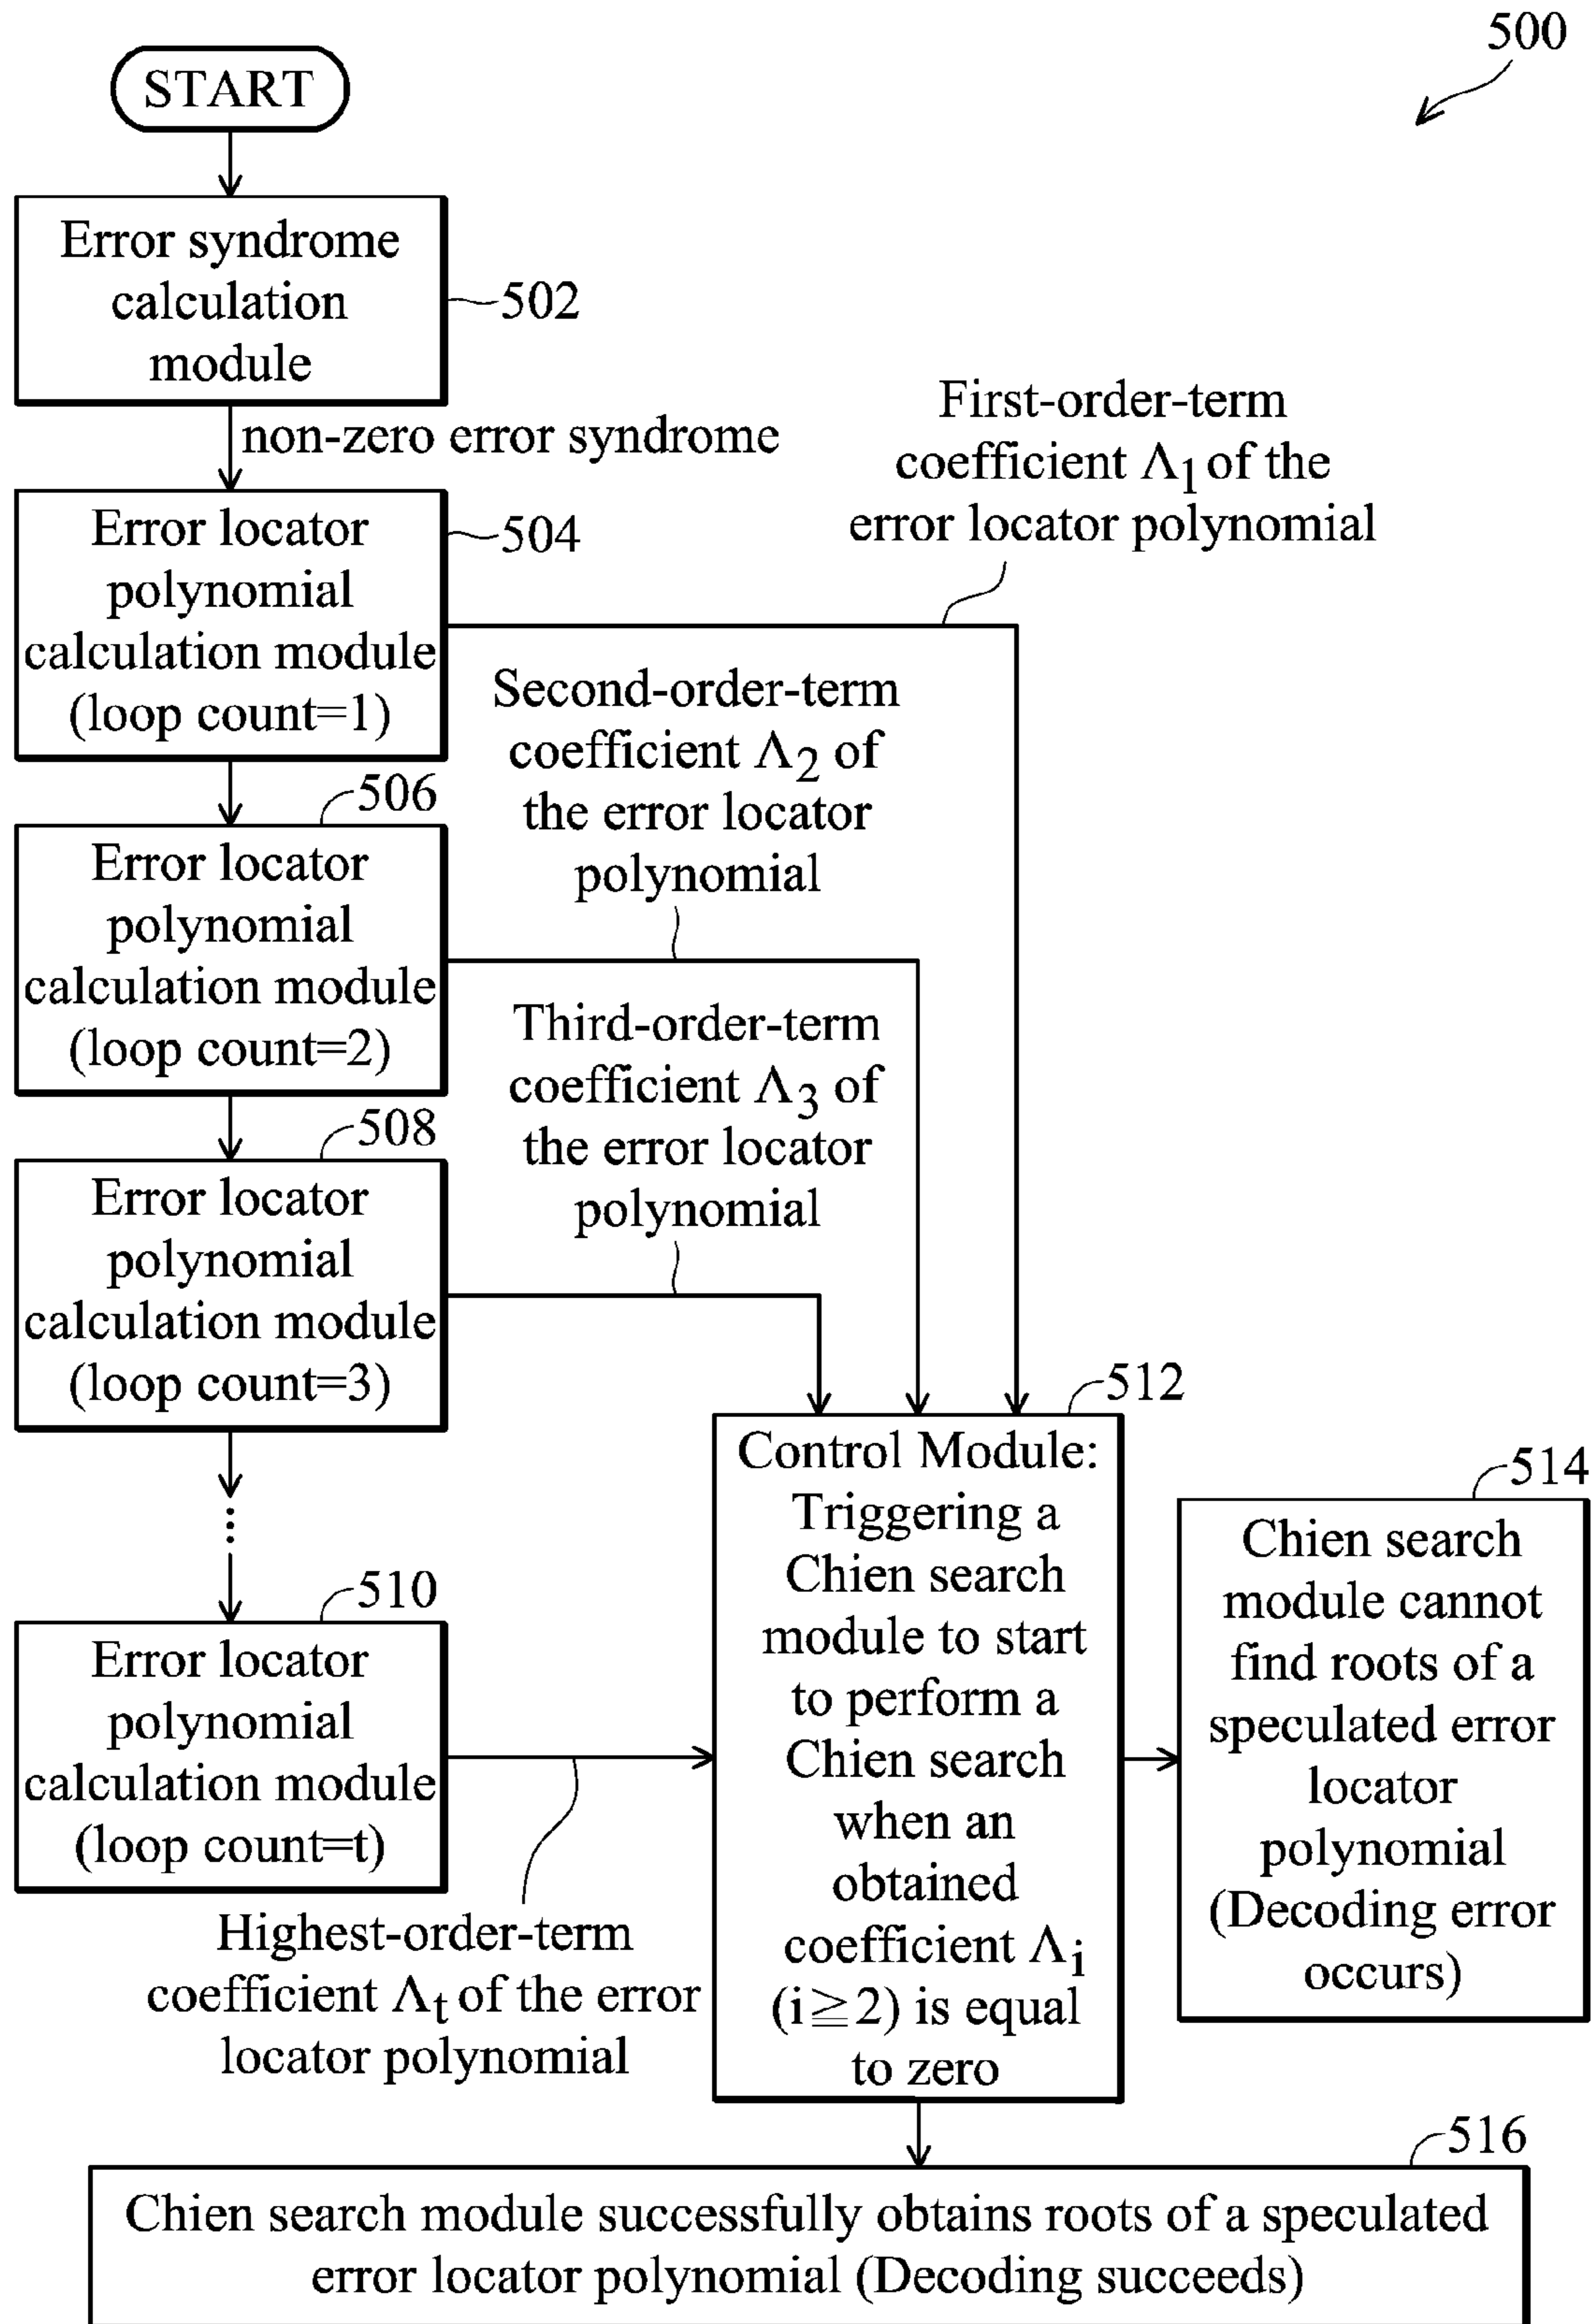 500
START
Error syndrome
calculation
module
502
non-zero error syndrome
First-order-term
coefficient Λ1 of the
error locator polynomial
Error locator
polynomial
calculation module
(loop count=1)
504
Second-order-term
coefficient Λ2 of
the error locator
polynomial
506
Error locator
polynomial
calculation module
(loop count=2)
Third-order-term
coefficient Λ3 of
the error locator
polynomial
508
Error locator
polynomial
calculation module
(loop count=3)
510
Error locator
polynomial
calculation module
(loop count=t)
Highest-order-term
coefficient Λt of the error
locator polynomial
512
Control Module:
Triggering a
Chien search
module to start
to perform a
Chien search
when an
obtained
coefficient Λi
(i≧2) is equal
to zero
514
Chien search
module cannot
find roots of a
speculated error
locator
polynomial
(Decoding error
occurs)
516
Chien search module successfully obtains roots of a speculated
error locator polynomial (Decoding succeeds)